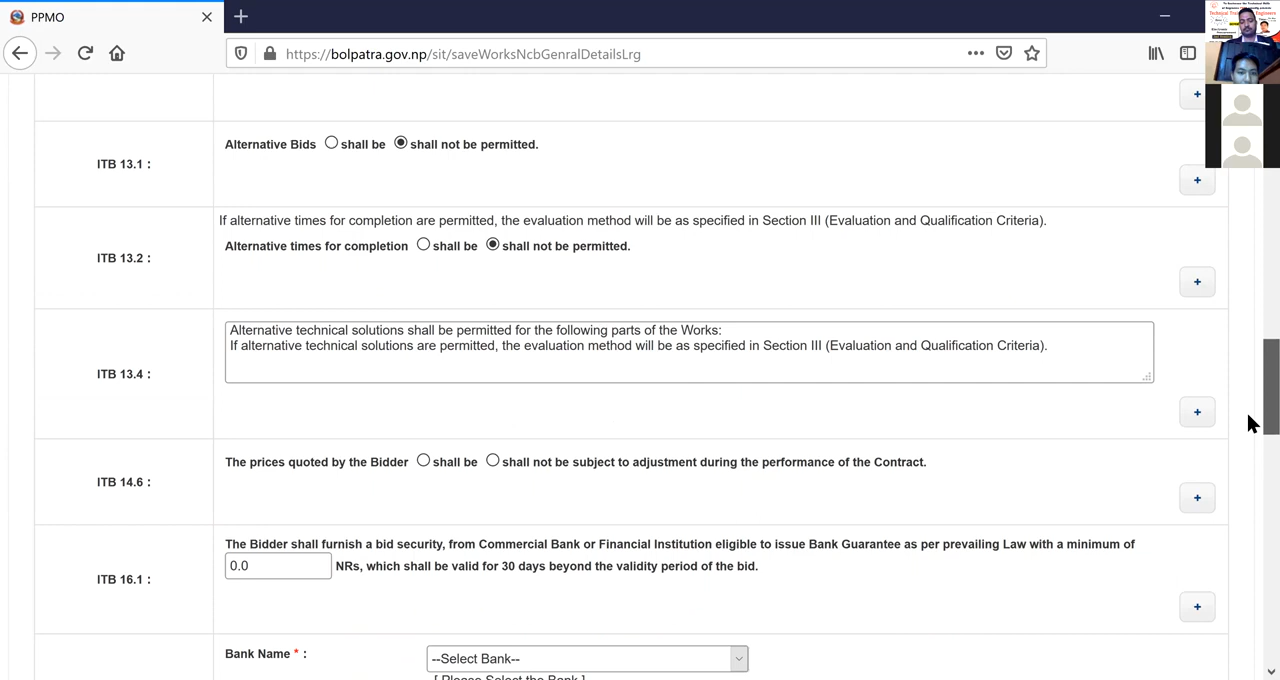 PPMO
https://bolpatra.gov.np/slt/saveWorksNcbGenralDetailsLrg
ITB 13.1 :
Alternative Bids shall be shall not be permitted.
+
+
ITB 13.2 :
If alternative times for completion are permitted, the evaluation method will be as specified in Section III (Evaluation and Qualification Criteria).
Alternative times for completion shall be shall not be permitted.
+
ITB 13.4 :
Alternative technical solutions shall be permitted for the following parts of the Works:
If alternative technical solutions are permitted, the evaluation method will be as specified in Section III (Evaluation and Qualification Criteria).
+
ITB 14.6 :
The prices quoted by the Bidder shall be shall not be subject to adjustment during the performance of the Contract.
+
ITB 16.1 :
The Bidder shall furnish a bid security, from Commercial Bank or Financial Institution eligible to issue Bank Guarantee as per prevailing Law with a minimum of
0.0 NRs, which shall be valid for 30 days beyond the validity period of the bid.
+
Bank Name * :
--Select Bank--
[ Please Select the Bank ]